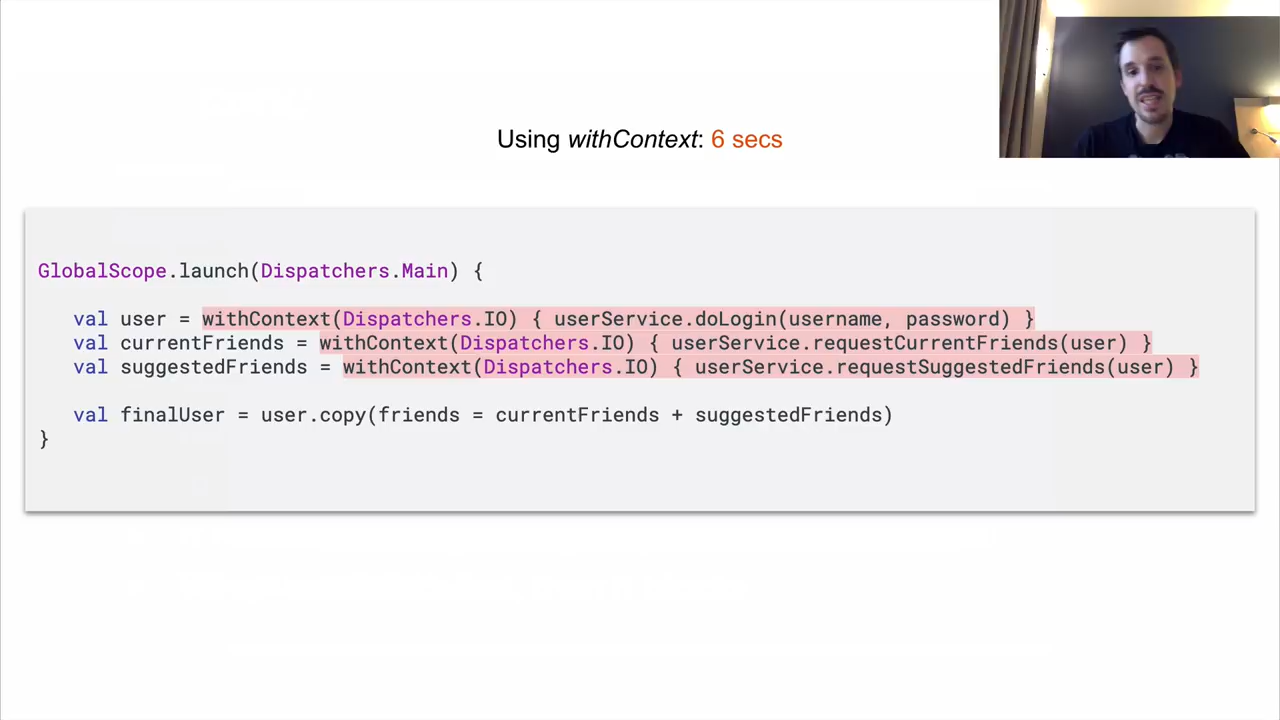 Using withContext: 6 secs
GlobalScope.launch(Dispatchers.Main) {
val user = withContext(Dispatchers.IO) { userService.doLogin(username, password) }
val currentFriends = withContext(Dispatchers.IO) { userService.requestCurrentFriends(user) }
val suggestedFriends = withContext(Dispatchers.IO) { userService.requestSuggestedFriends(user) }
val finalUser = user.copy(friends = currentFriends + suggestedFriends)
}